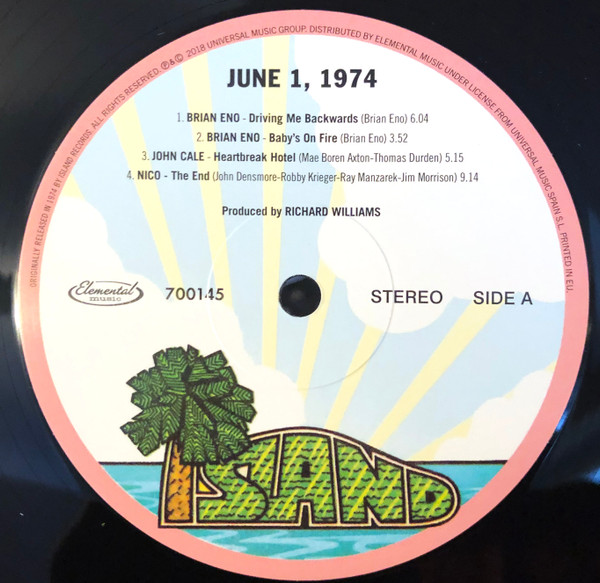 ORIGINALLY RELEASED IN 1974 BY ISLAND RECORDS. ALL RIGHTS RESERVED. ℗&© 2018 UNIVERSAL MUSIC GROUP. DISTRIBUTED BY ELEMENTAL MUSIC UNDER LICENSE FROM UNIVERSAL MUSIC SPAIN S.L. PRINTED IN EU.
JUNE 1, 1974
1. BRIAN ENO - Driving Me Backwards (Brian Eno) 6.04
2. BRIAN ENO - Baby's On Fire (Brian Eno) 3.52
3. JOHN CALE - Heartbreak Hotel (Mae Boren Axton-Thomas Durden) 5.15
4. NICO - The End (John Densmore-Robby Krieger-Ray Manzarek-Jim Morrison) 9.14
Produced by RICHARD WILLIAMS
Elemental music 700145 STEREO SIDE A
ISLAND